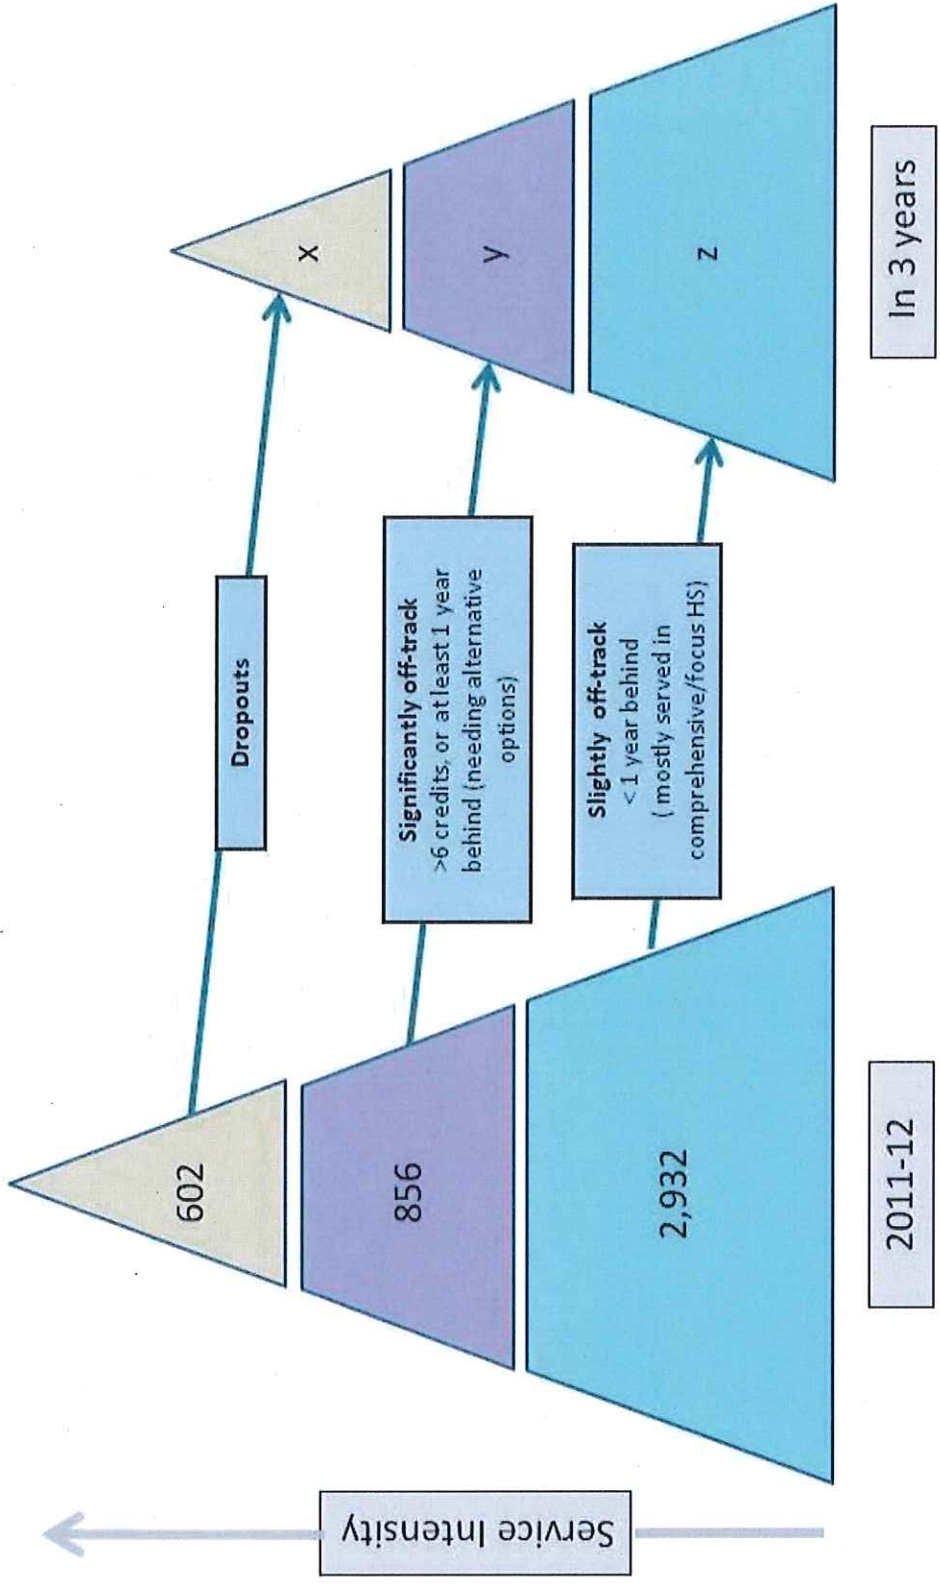 Service Intensity
602
856
2,932
2011-12
Dropouts
Significantly off-track
>6 credits, or at least 1 year
behind (needing alternative
options)
Slightly off-track
< 1 year behind
( mostly served in
comprehensive/focus HS)
x
y
z
In 3 years